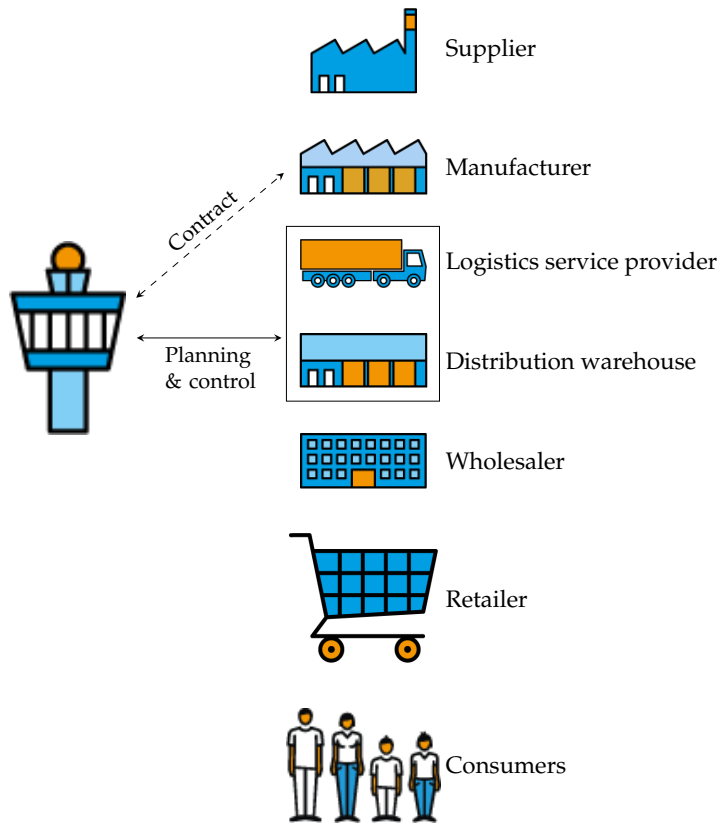 Supplier
Manufacturer
Contract
Logistics service provider
Planning
& control
Distribution warehouse
Wholesaler
Retailer
Consumers